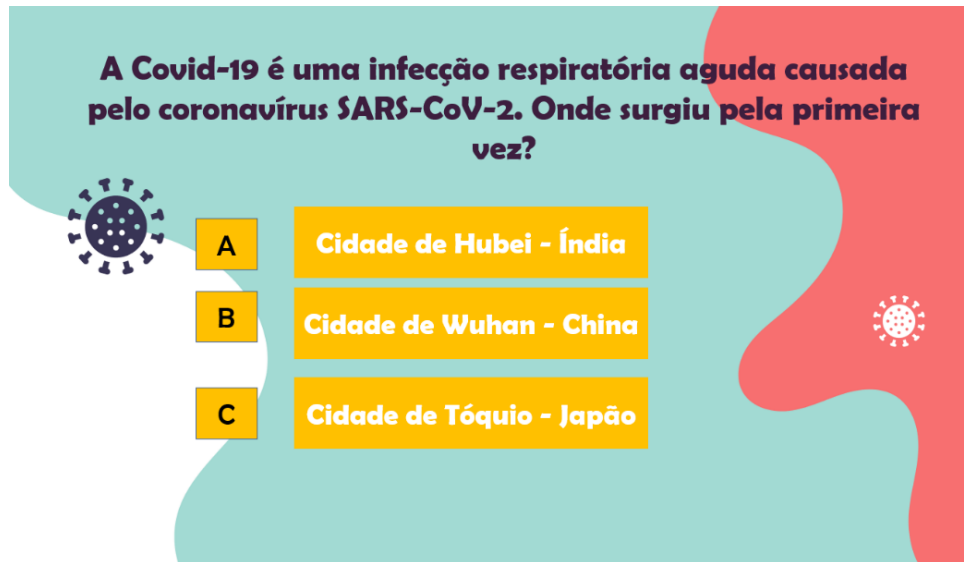 A Covid-19 é uma infecção respiratória aguda causada
pelo coronavírus SARS-CoV-2. Onde surgiu pela primeira
vez?
A
Cidade de Hubei - Índia
B
Cidade de Wuhan - China
C
Cidade de Tóquio - Japão